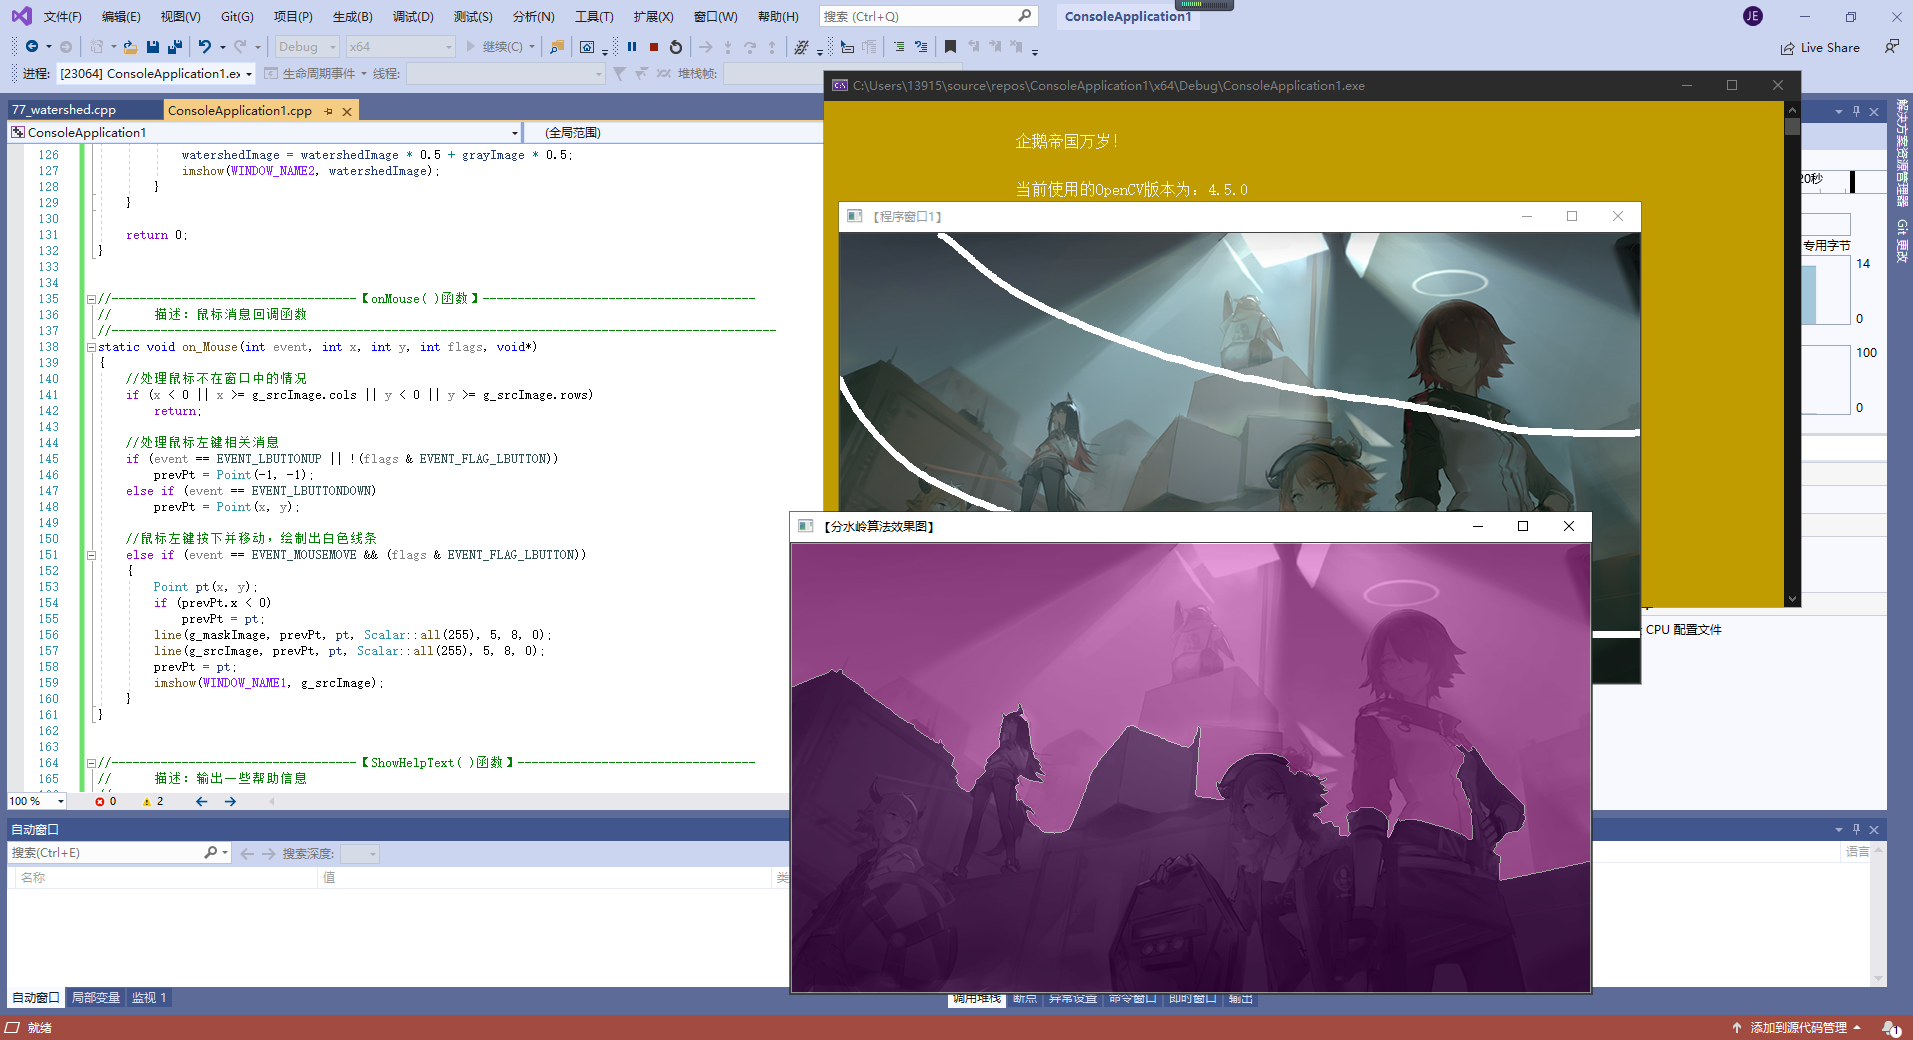 文件(F) 编辑(E) 视图(V) Git(G) 项目(P) 生成(B) 调试(D) 测试(S) 分析(N) 工具(T) 扩展(X) 窗口(W) 帮助(H) 搜索 (Ctrl+Q) ConsoleApplication1 JE
Debug x64 继续(C) Live Share
进程: [23064] ConsoleApplication1.ex 生命周期事件 线程: 堆栈帧:
77_watershed.cpp ConsoleApplication1.cpp
ConsoleApplication1 (全局范围)
126 watershedImage = watershedImage * 0.5 + grayImage * 0.5;
127 imshow(WINDOW_NAME2, watershedImage);
128 }
129 }
130
131 return 0;
132 }
133
134
135 //-----------------------------------【onMouse( )函数】---------------------------------------
136 // 描述：鼠标消息回调函数
137 //-----------------------------------------------------------------------------------------------
138 static void on_Mouse(int event, int x, int y, int flags, void*)
139 {
140 //处理鼠标不在窗口中的情况
141 if (x < 0 || x >= g_srcImage.cols || y < 0 || y >= g_srcImage.rows)
142 return;
143
144 //处理鼠标左键相关消息
145 if (event == EVENT_LBUTTONUP || !(flags & EVENT_FLAG_LBUTTON))
146 prevPt = Point(-1, -1);
147 else if (event == EVENT_LBUTTONDOWN)
148 prevPt = Point(x, y);
149
150 //鼠标左键按下并移动，绘制出白色线条
151 else if (event == EVENT_MOUSEMOVE && (flags & EVENT_FLAG_LBUTTON))
152 {
153 Point pt(x, y);
154 if (prevPt.x < 0)
155 prevPt = pt;
156 line(g_maskImage, prevPt, pt, Scalar::all(255), 5, 8, 0);
157 line(g_srcImage, prevPt, pt, Scalar::all(255), 5, 8, 0);
158 prevPt = pt;
159 imshow(WINDOW_NAME1, g_srcImage);
160 }
161 }
162
163
164 //-----------------------------------【ShowHelpText( )函数】----------------------------------
165 // 描述：输出一些帮助信息
100 % 0 2
C:\Users\13915\source\repos\ConsoleApplication1\x64\Debug\ConsoleApplication1.exe
企鹅帝国万岁！
当前使用的OpenCV版本为：4.5.0
【程序窗口1】
【分水岭算法效果图】
20秒
专用字节
14
0
100
0
CPU 配置文件
解决方案资源管理器
Git 更改
自动窗口
搜索(Ctrl+E) 搜索深度:
名称 值 类
语言
自动窗口 局部变量 监视 1
调用堆栈 断点 异常设置 命令窗口 即时窗口 输出
就绪 添加到源代码管理 1